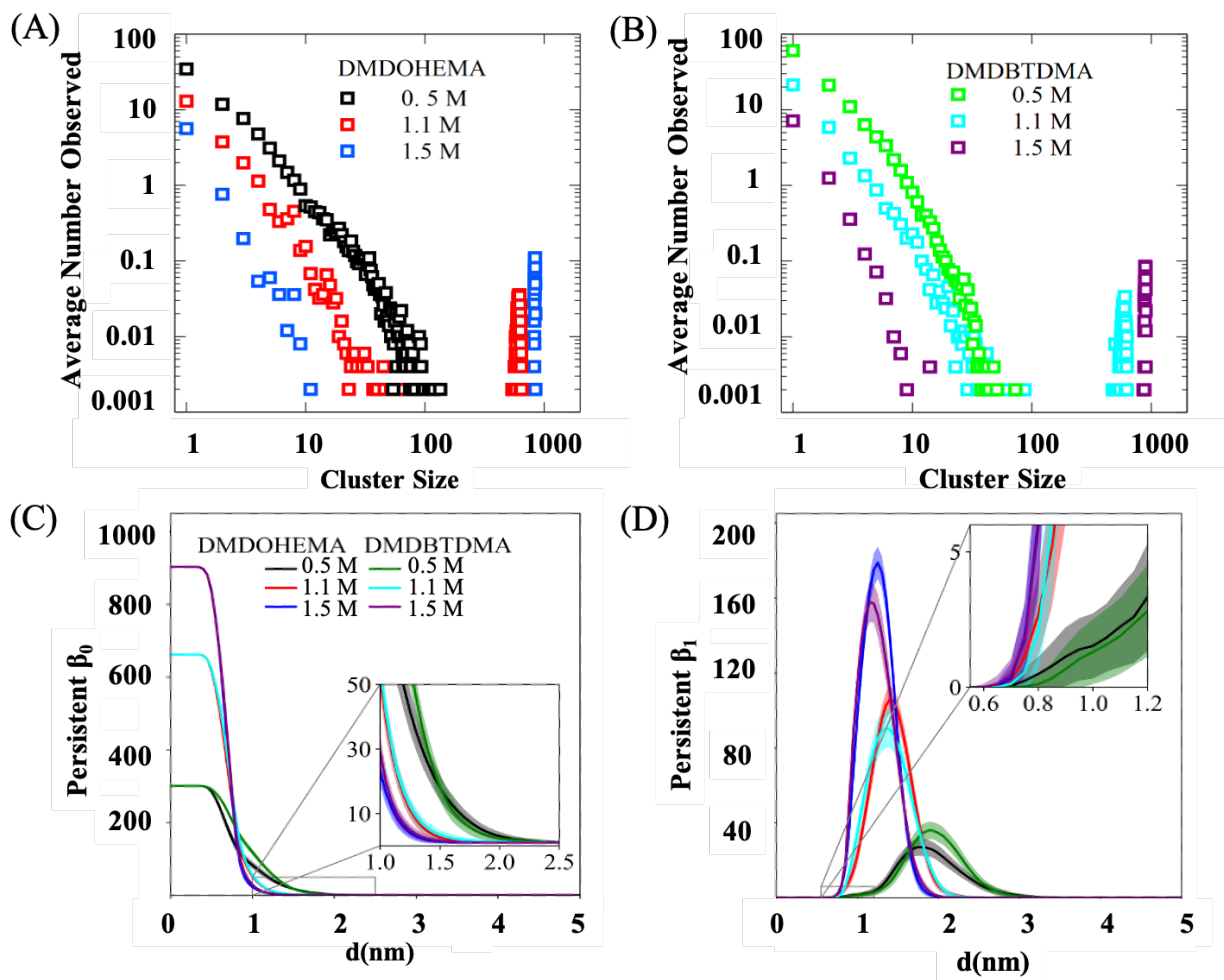 (A)
Average Number Observed
100
10
1
0.1
0.01
0.001
DMDOHEMA
0. 5 M
1.1 M
1.5 M
1 10 100 1000
Cluster Size
(B)
Average Number Observed
100
10
1
0.1
0.01
0.001
DMDBTDMA
0.5 M
1.1 M
1.5 M
1 10 100 1000
Cluster Size
(C)
Persistent β0
1000
800
600
400
200
DMDOHEMA DMDBTDMA
0.5 M 0.5 M
1.1 M 1.1 M
1.5 M 1.5 M
50
30
10
1.0 1.5 2.0 2.5
0 1 2 3 4 5
d(nm)
(D)
Persistent β1
200
160
120
80
40
5
0
0.6 0.8 1.0 1.2
0 1 2 3 4 5
d(nm)